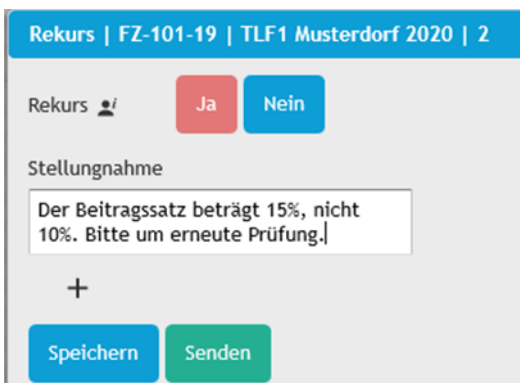 Rekurs | FZ-101-19 | TLF1 Musterdorf 2020 | 2
Rekurs i Ja Nein
Stellungnahme
Der Beitragssatz beträgt 15%, nicht
10%. Bitte um erneute Prüfung.
+
Speichern Senden